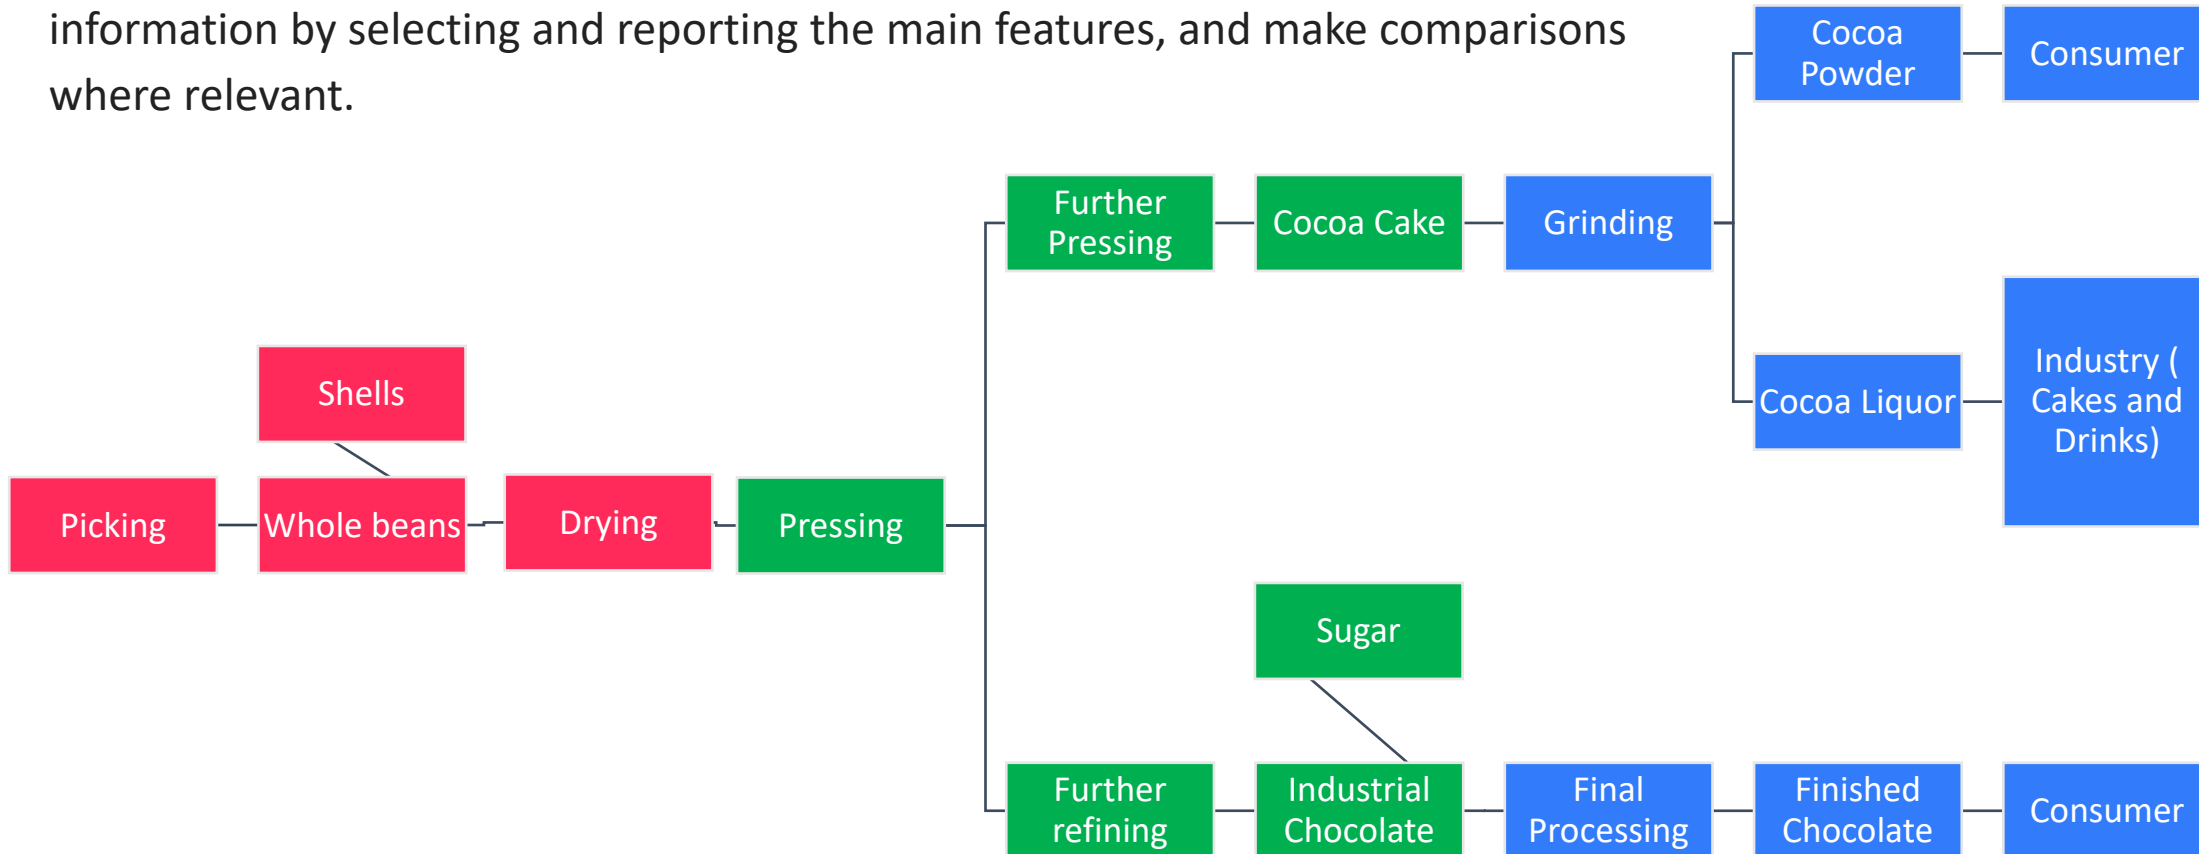 information by selecting and reporting the main features, and make comparisons
where relevant.
Cocoa
Powder
Consumer
Further
Pressing
Cocoa Cake
Grinding
Shells
Cocoa Liquor
Industry (
Cakes and
Drinks)
Picking
Whole beans
Drying
Pressing
Sugar
Further
refining
Industrial
Chocolate
Final
Processing
Finished
Chocolate
Consumer